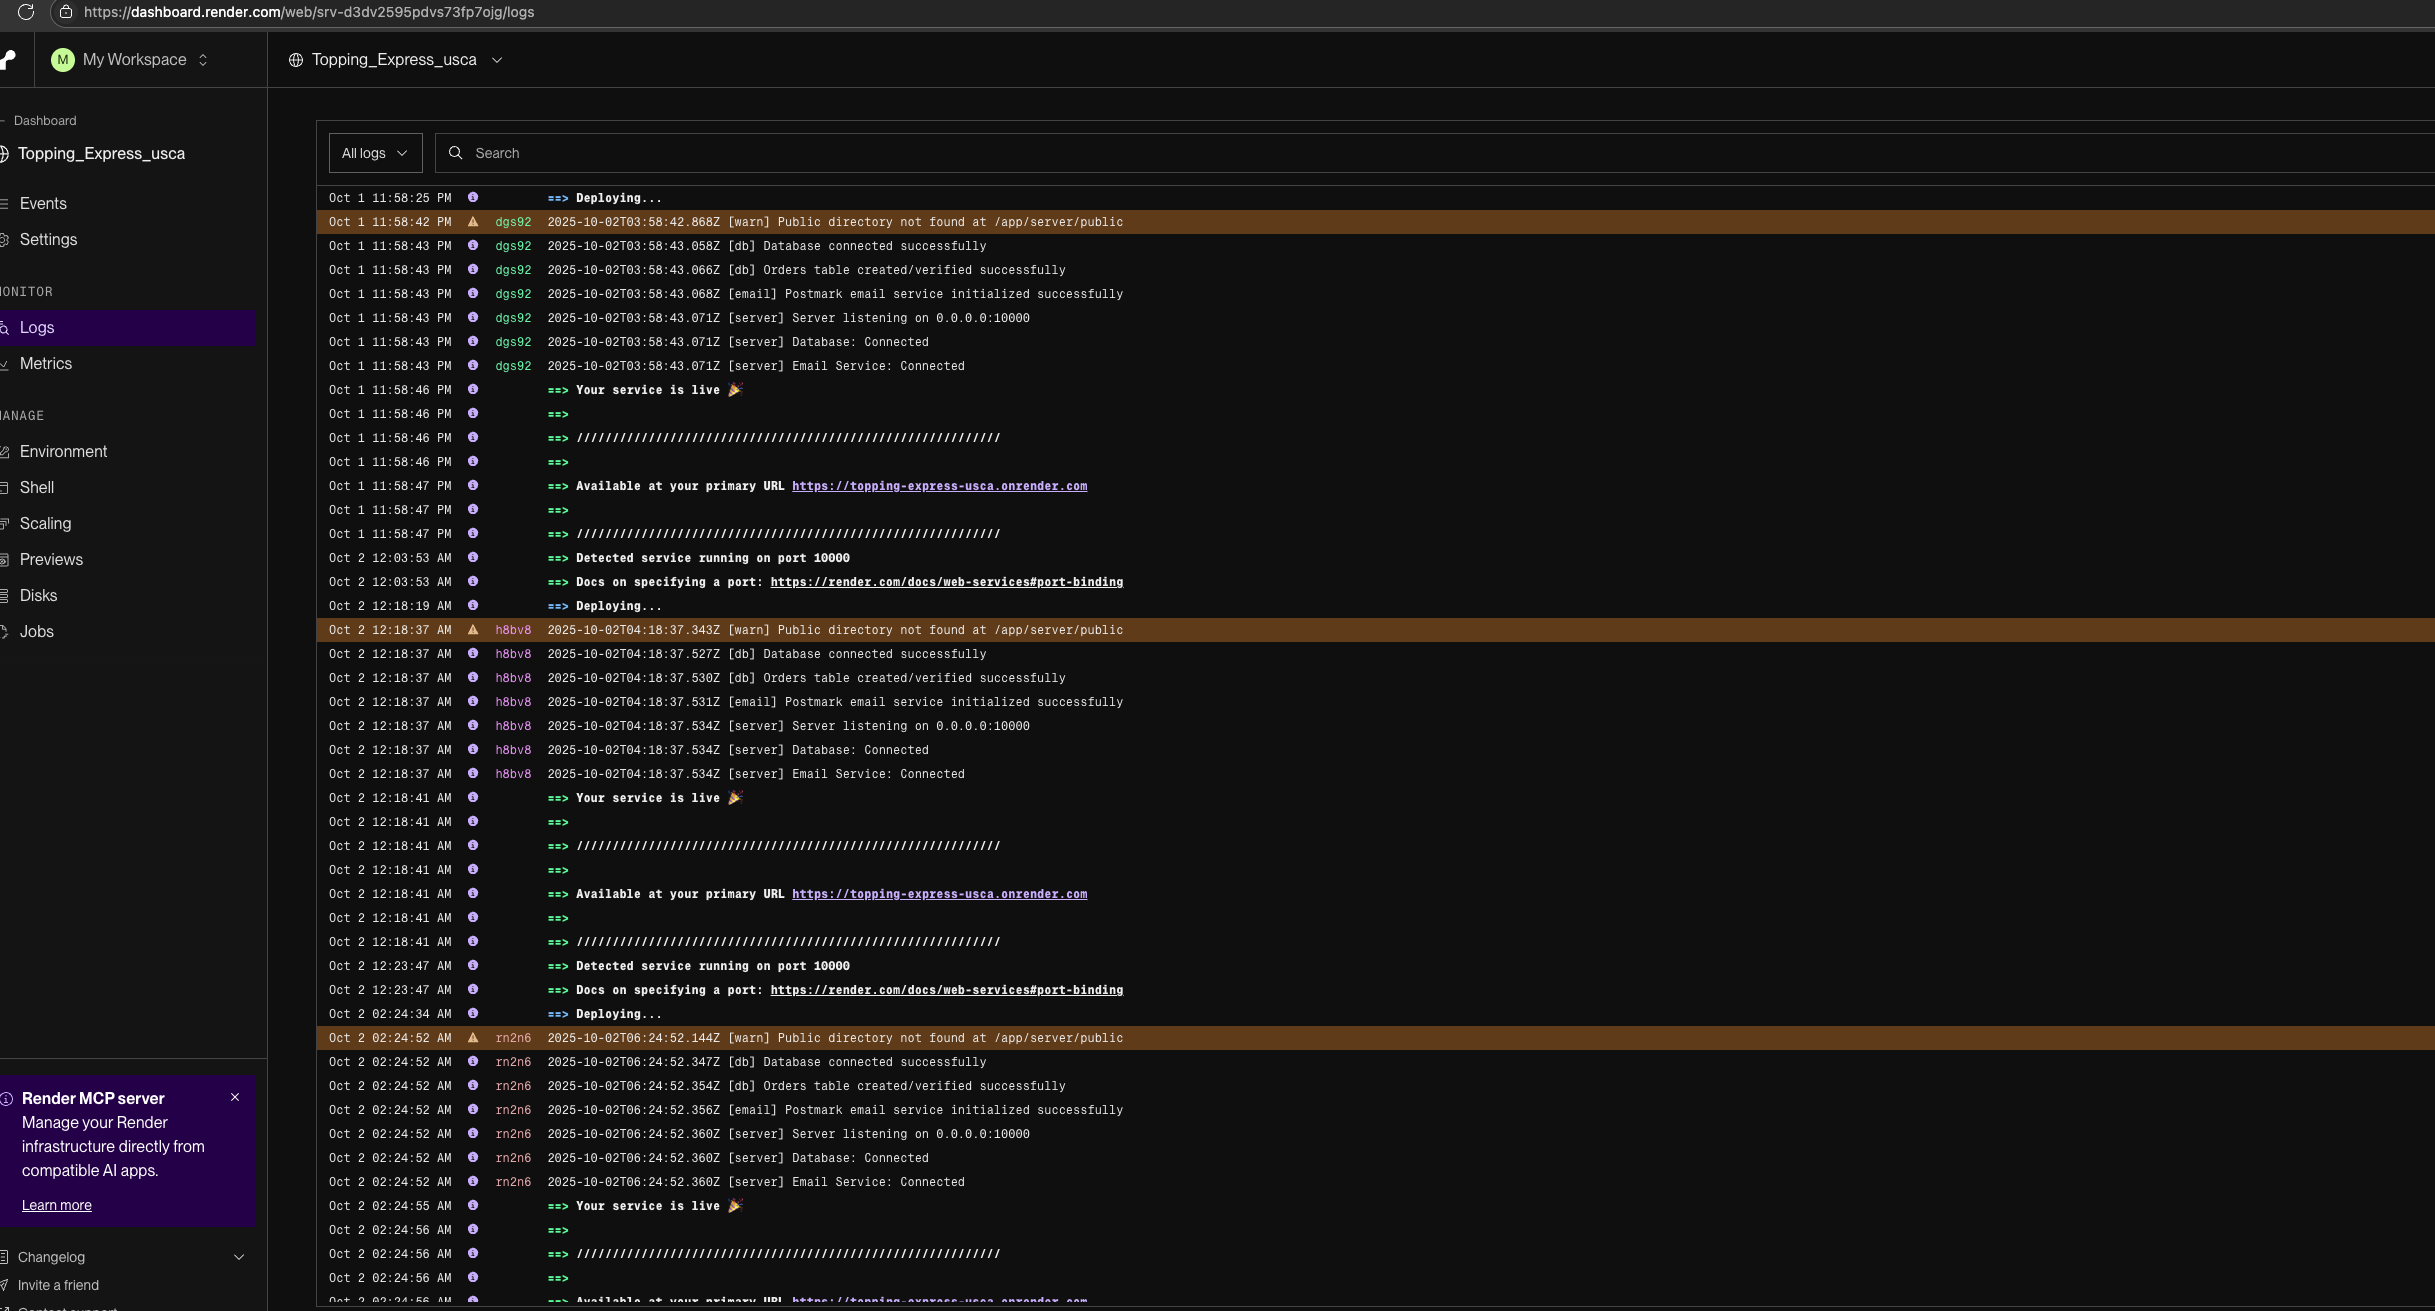 https://dashboard.render.com/web/srv-d3dv2595pdvs73fp7ojg/logs
M My Workspace
Topping_Express_usca
Dashboard
Topping_Express_usca
Events
Settings
ONITOR
Logs
Metrics
ANAGE
Environment
Shell
Scaling
Previews
Disks
Jobs
Render MCP server
Manage your Render
infrastructure directly from
compatible AI apps.
Learn more
Changelog
Invite a friend
All logs
Search
Oct 1 11:58:25 PM ==> Deploying...
Oct 1 11:58:42 PM dgs92 2025-10-02T03:58:42.868Z [warn] Public directory not found at /app/server/public
Oct 1 11:58:43 PM dgs92 2025-10-02T03:58:43.058Z [db] Database connected successfully
Oct 1 11:58:43 PM dgs92 2025-10-02T03:58:43.066Z [db] Orders table created/verified successfully
Oct 1 11:58:43 PM dgs92 2025-10-02T03:58:43.068Z [email] Postmark email service initialized successfully
Oct 1 11:58:43 PM dgs92 2025-10-02T03:58:43.071Z [server] Server listening on 0.0.0.0:10000
Oct 1 11:58:43 PM dgs92 2025-10-02T03:58:43.071Z [server] Database: Connected
Oct 1 11:58:43 PM dgs92 2025-10-02T03:58:43.071Z [server] Email Service: Connected
Oct 1 11:58:46 PM ==> Your service is live 🎉
Oct 1 11:58:46 PM ==>
Oct 1 11:58:46 PM ==> ///////////////////////////////////////////////////////////
Oct 1 11:58:46 PM ==>
Oct 1 11:58:47 PM ==> Available at your primary URL https://topping-express-usca.onrender.com
Oct 1 11:58:47 PM ==>
Oct 1 11:58:47 PM ==> ///////////////////////////////////////////////////////////
Oct 2 12:03:53 AM ==> Detected service running on port 10000
Oct 2 12:03:53 AM ==> Docs on specifying a port: https://render.com/docs/web-services#port-binding
Oct 2 12:18:19 AM ==> Deploying...
Oct 2 12:18:37 AM h8bv8 2025-10-02T04:18:37.343Z [warn] Public directory not found at /app/server/public
Oct 2 12:18:37 AM h8bv8 2025-10-02T04:18:37.527Z [db] Database connected successfully
Oct 2 12:18:37 AM h8bv8 2025-10-02T04:18:37.530Z [db] Orders table created/verified successfully
Oct 2 12:18:37 AM h8bv8 2025-10-02T04:18:37.531Z [email] Postmark email service initialized successfully
Oct 2 12:18:37 AM h8bv8 2025-10-02T04:18:37.534Z [server] Server listening on 0.0.0.0:10000
Oct 2 12:18:37 AM h8bv8 2025-10-02T04:18:37.534Z [server] Database: Connected
Oct 2 12:18:37 AM h8bv8 2025-10-02T04:18:37.534Z [server] Email Service: Connected
Oct 2 12:18:41 AM ==> Your service is live 🎉
Oct 2 12:18:41 AM ==>
Oct 2 12:18:41 AM ==> ///////////////////////////////////////////////////////////
Oct 2 12:18:41 AM ==>
Oct 2 12:18:41 AM ==> Available at your primary URL https://topping-express-usca.onrender.com
Oct 2 12:18:41 AM ==>
Oct 2 12:18:41 AM ==> ///////////////////////////////////////////////////////////
Oct 2 12:23:47 AM ==> Detected service running on port 10000
Oct 2 12:23:47 AM ==> Docs on specifying a port: https://render.com/docs/web-services#port-binding
Oct 2 02:24:34 AM ==> Deploying...
Oct 2 02:24:52 AM rn2n6 2025-10-02T06:24:52.144Z [warn] Public directory not found at /app/server/public
Oct 2 02:24:52 AM rn2n6 2025-10-02T06:24:52.347Z [db] Database connected successfully
Oct 2 02:24:52 AM rn2n6 2025-10-02T06:24:52.354Z [db] Orders table created/verified successfully
Oct 2 02:24:52 AM rn2n6 2025-10-02T06:24:52.356Z [email] Postmark email service initialized successfully
Oct 2 02:24:52 AM rn2n6 2025-10-02T06:24:52.360Z [server] Server listening on 0.0.0.0:10000
Oct 2 02:24:52 AM rn2n6 2025-10-02T06:24:52.360Z [server] Database: Connected
Oct 2 02:24:52 AM rn2n6 2025-10-02T06:24:52.360Z [server] Email Service: Connected
Oct 2 02:24:55 AM ==> Your service is live 🎉
Oct 2 02:24:56 AM ==>
Oct 2 02:24:56 AM ==> ///////////////////////////////////////////////////////////
Oct 2 02:24:56 AM ==>
Oct 2 02:24:56 AM ==> Available at your primary URL https://topping-express-usca.onrender.com